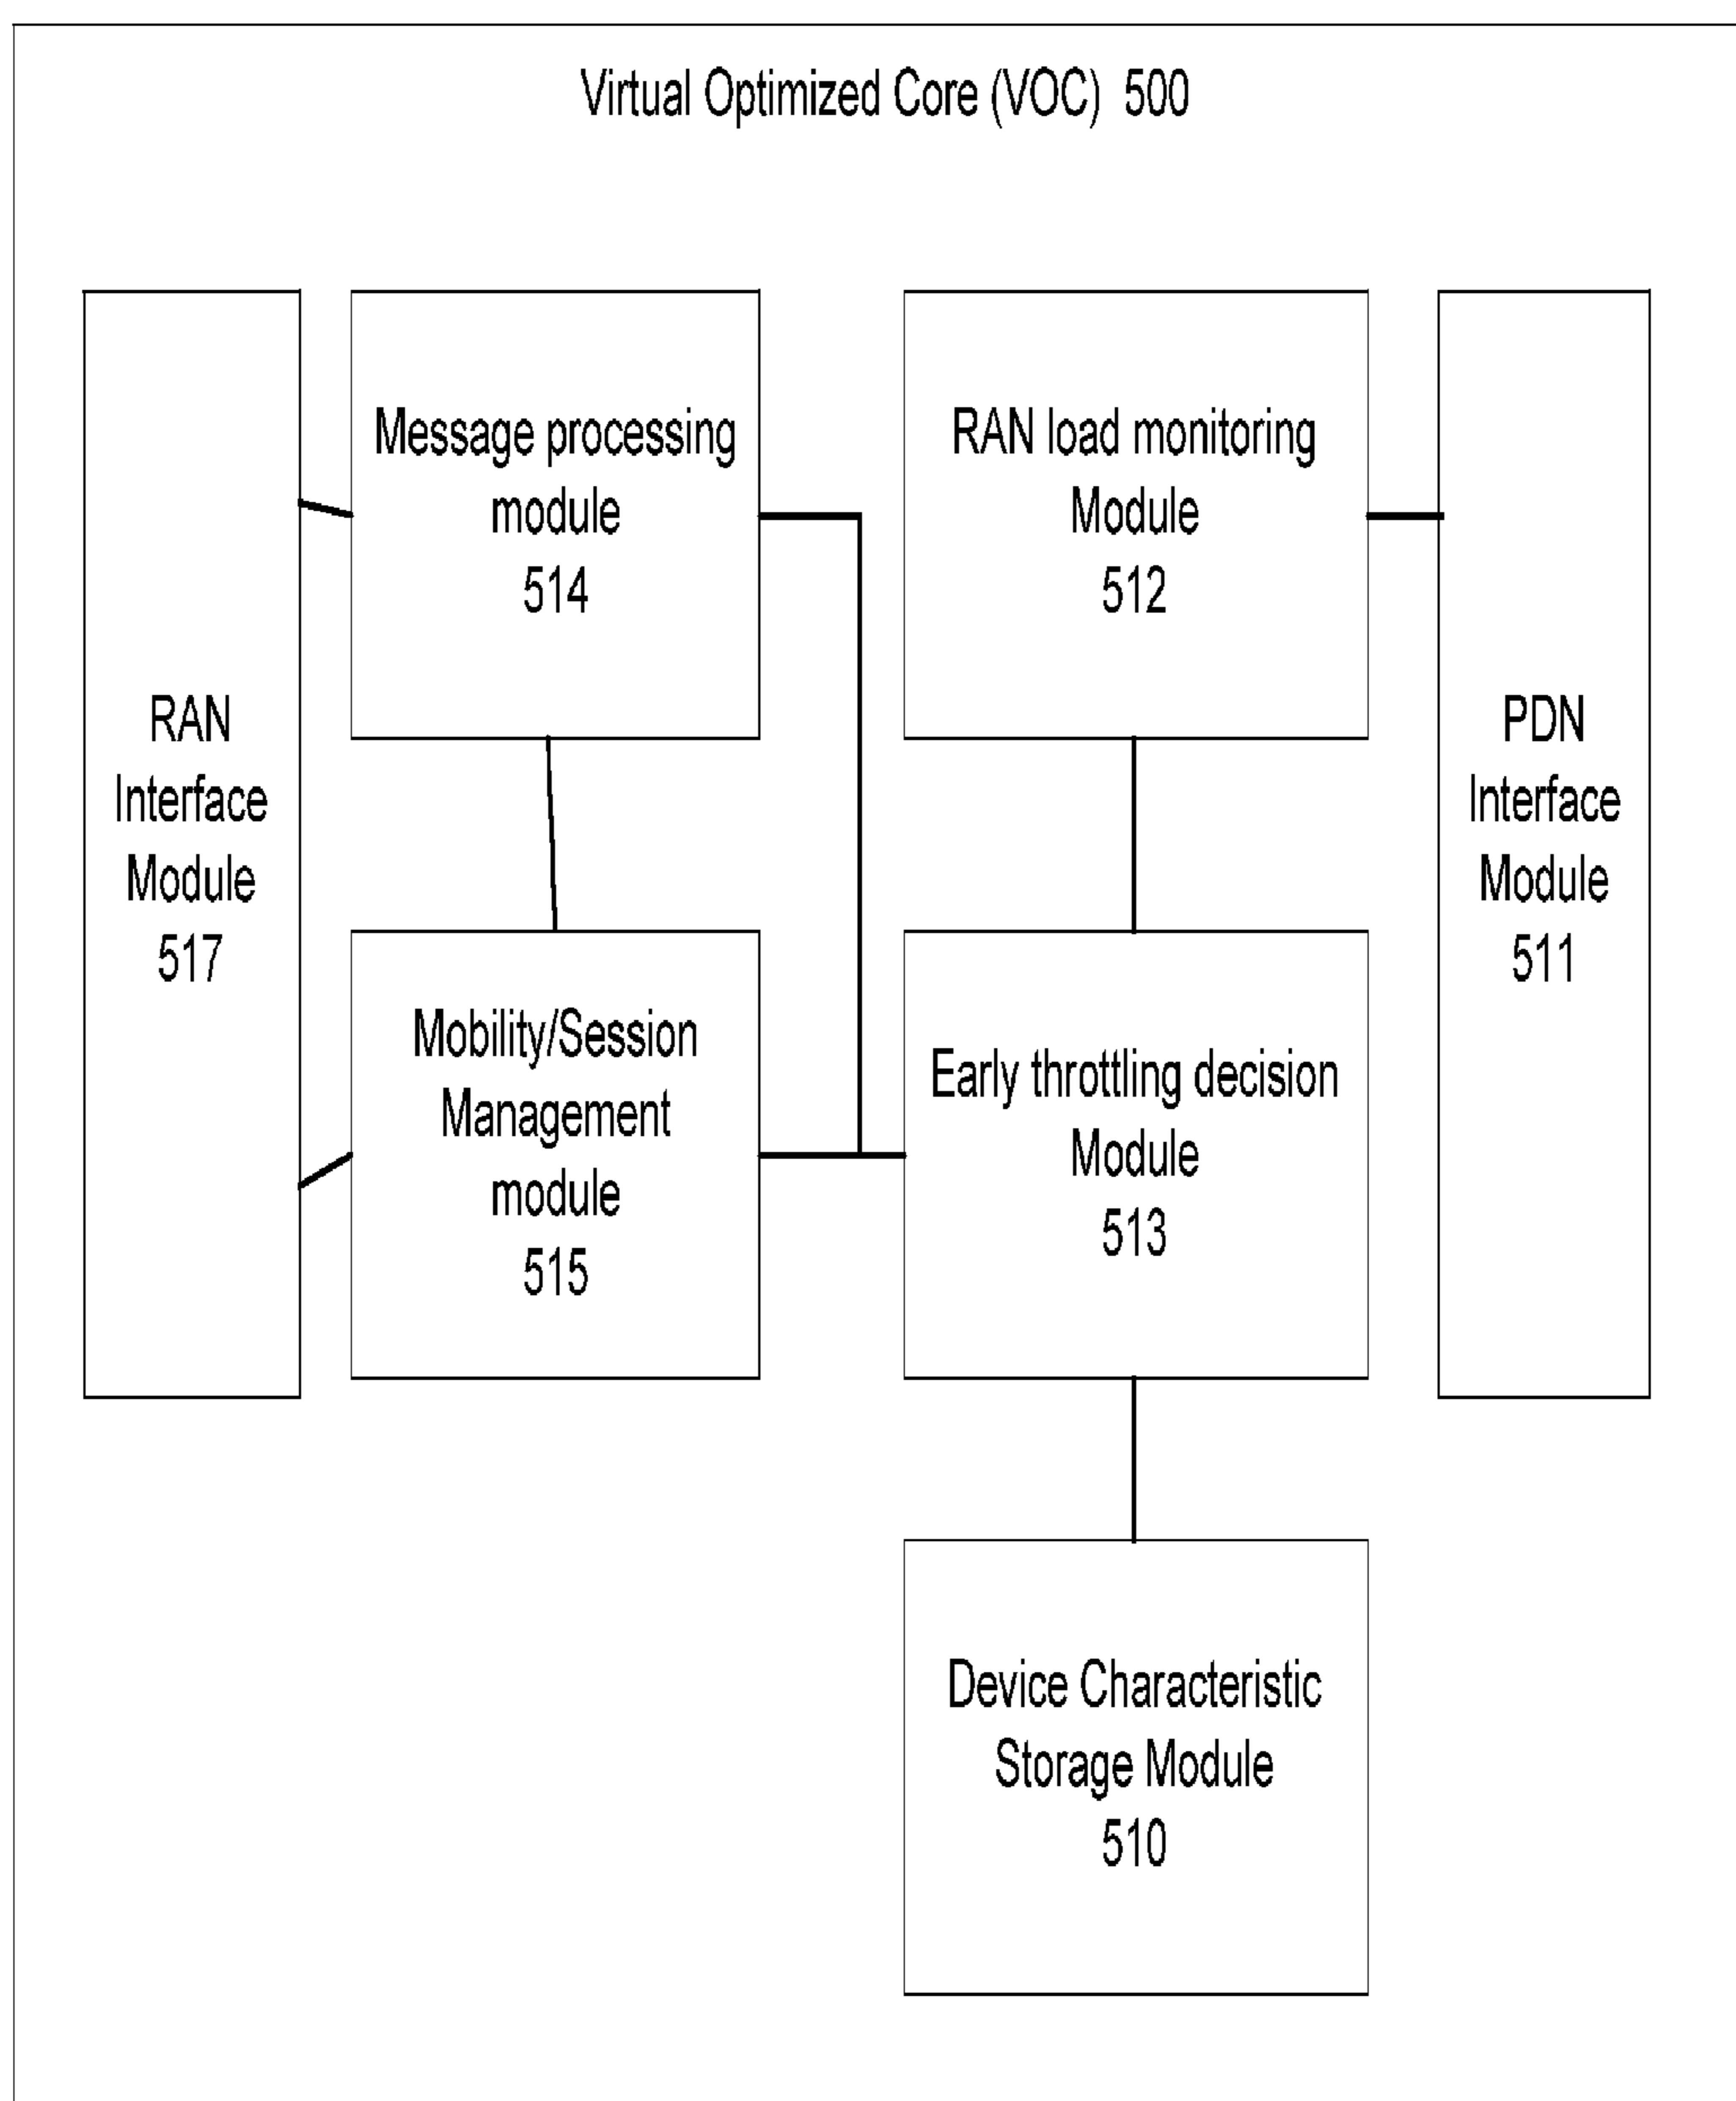 Virtual Optimized Core (VOC) 500
RAN
Interface
Module
517
Message processing
module
514
RAN load monitoring
Module
512
PDN
Interface
Module
511
Mobility/Session
Management
module
515
Early throttling decision
Module
513
Device Characteristic
Storage Module
510